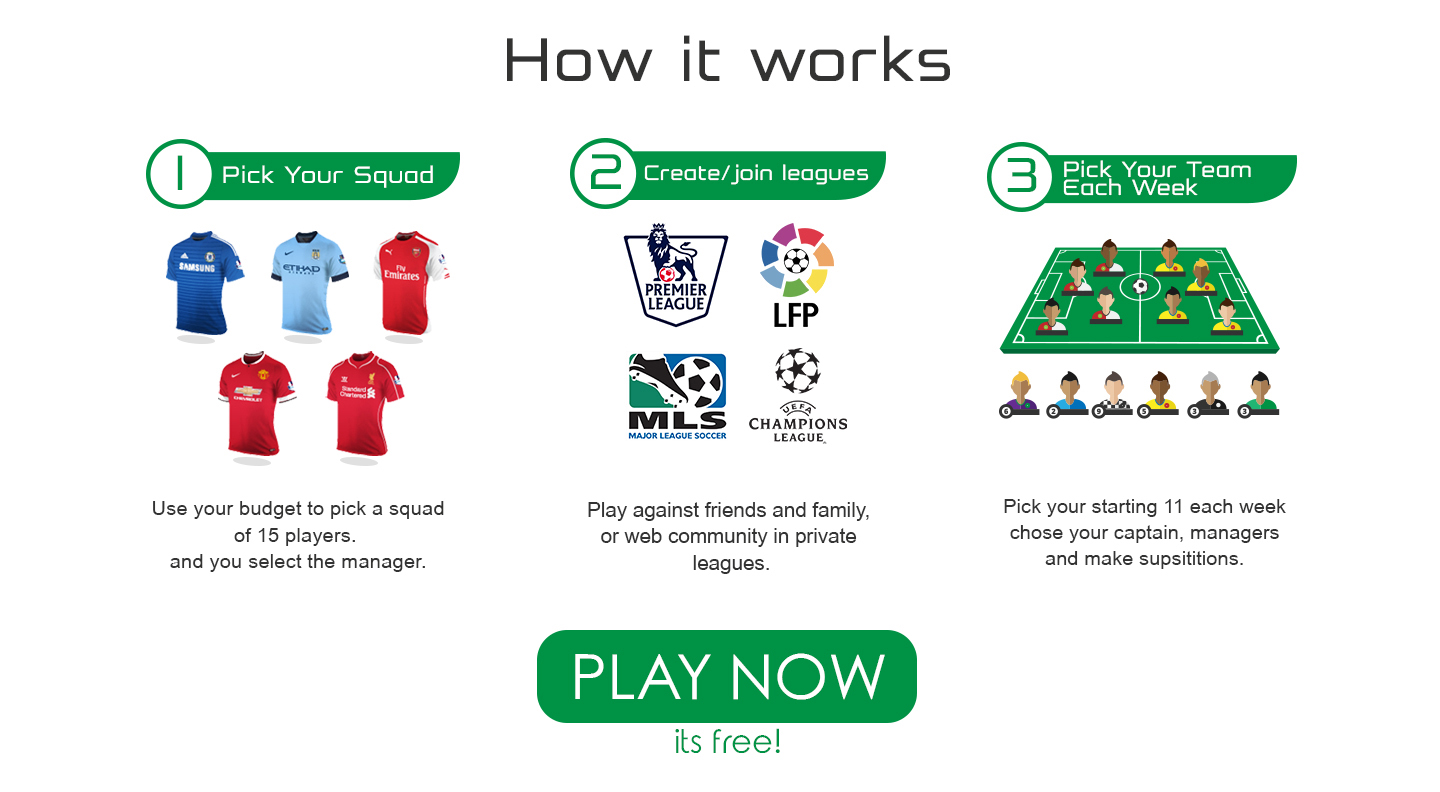 How it works
1 Pick Your Squad
SAMSUNG
ETIHAD
AIRWAYS
Fly
Emirates
CHEVROLET
Standard
Chartered
Use your budget to pick a squad
of 15 players.
and you select the manager.
2 Create/join leagues
PREMIER
LEAGUE
LFP
MLS
MAJOR LEAGUE SOCCER
UEFA
CHAMPIONS
LEAGUE
Play against friends and family,
or web community in private
leagues.
3 Pick Your Team
Each Week
6 2 9 5 3 3
Pick your starting 11 each week
chose your captain, managers
and make supsititions.
PLAY NOW
its free!